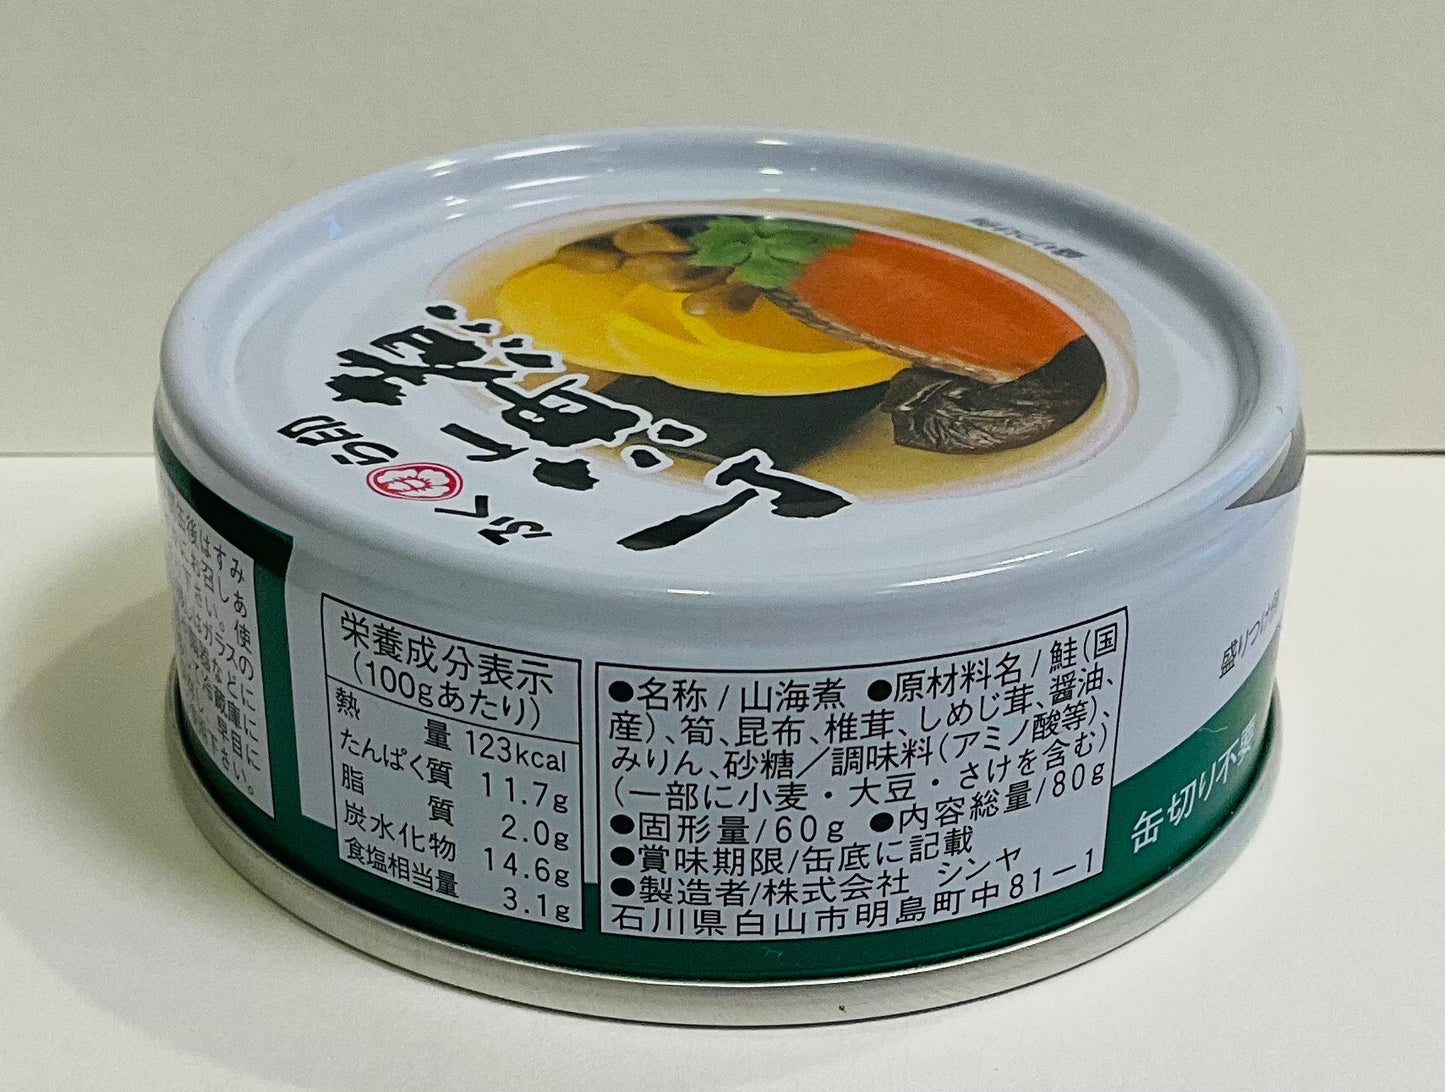 盛りつけ例
山海煮
ふくら印
栄養成分表示
(100gあたり)
熱量 123kcal
たんぱく質 11.7g
脂質 2.0g
炭水化物 14.6g
食塩相当量 3.1g
●名称/山海煮 ●原材料名/鮭(国
産)、筍、昆布、椎茸、しめじ茸、醤油、
みりん、砂糖／調味料(アミノ酸等)、
(一部に小麦・大豆・さけを含む)
●固形量/60g ●内容総量/80g
●賞味期限/缶底に記載
●製造者/株式会社 シンヤ
石川県白山市明島町中81−1
盛りつけ例
缶切り不要